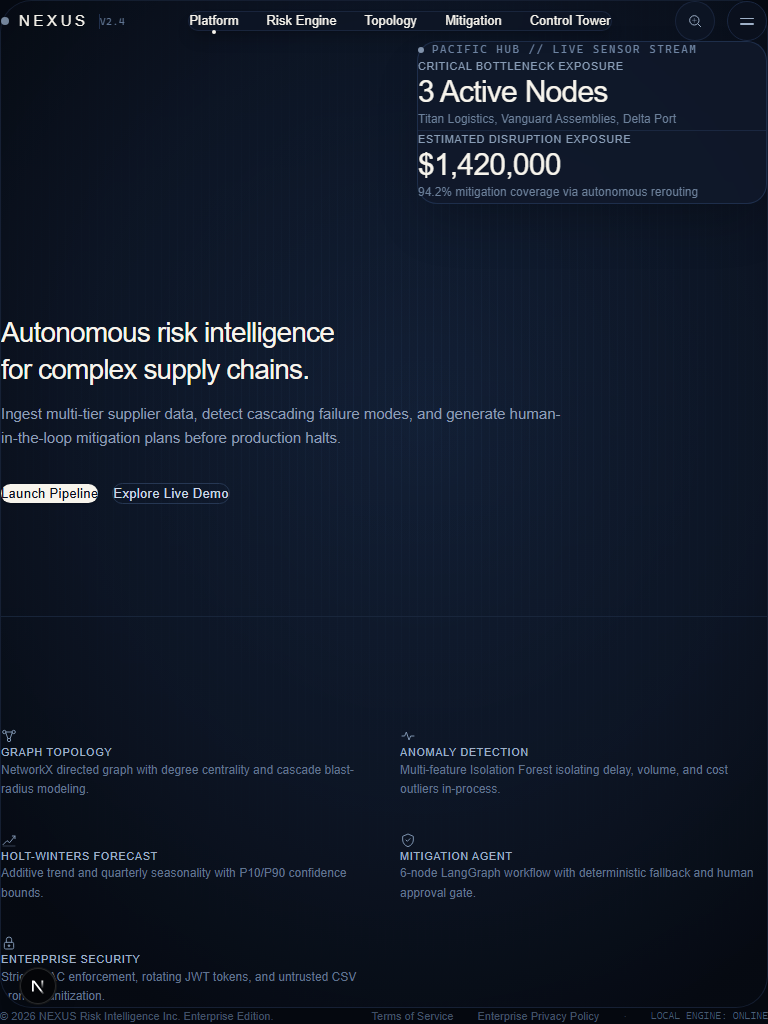 NEXUS V2.4
Platform Risk Engine Topology Mitigation Control Tower
PACIFIC HUB // LIVE SENSOR STREAM
CRITICAL BOTTLENECK EXPOSURE
3 Active Nodes
Titan Logistics, Vanguard Assemblies, Delta Port
ESTIMATED DISRUPTION EXPOSURE
$1,420,000
94.2% mitigation coverage via autonomous rerouting
Autonomous risk intelligence
for complex supply chains.
Ingest multi-tier supplier data, detect cascading failure modes, and generate human-
in-the-loop mitigation plans before production halts.
Launch Pipeline Explore Live Demo
GRAPH TOPOLOGY
NetworkX directed graph with degree centrality and cascade blast-
radius modeling.
ANOMALY DETECTION
Multi-feature Isolation Forest isolating delay, volume, and cost
outliers in-process.
HOLT-WINTERS FORECAST
Additive trend and quarterly seasonality with P10/P90 confidence
bounds.
MITIGATION AGENT
6-node LangGraph workflow with deterministic fallback and human
approval gate.
ENTERPRISE SECURITY
enforcement, rotating JWT tokens, and untrusted CSV
N
© 2026 NEXUS Risk Intelligence Inc. Enterprise Edition.
Terms of Service Enterprise Privacy Policy · LOCAL ENGINE: ONLINE